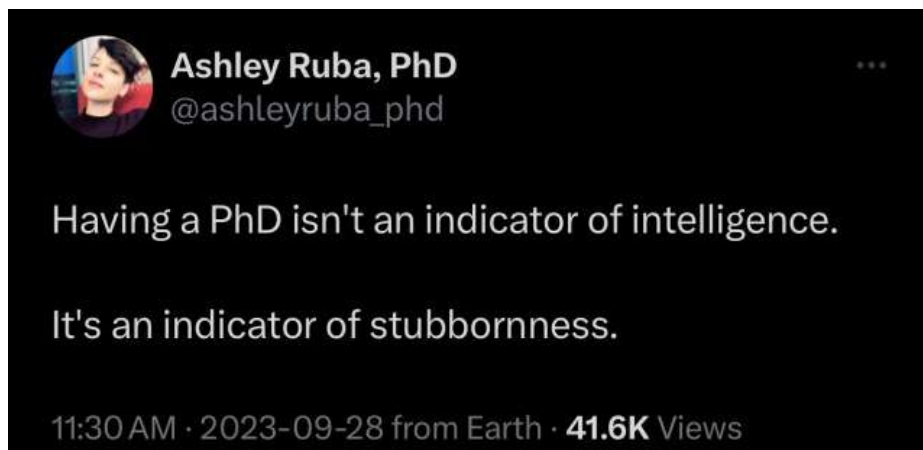 Ashley Ruba, PhD
@ashleyruba_phd
Having a PhD isn't an indicator of intelligence.
It's an indicator of stubbornness.
11:30 AM · 2023-09-28 from Earth · 41.6K Views